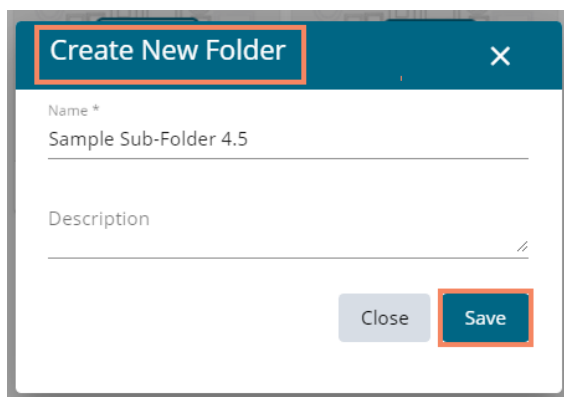 Create New Folder
Name *
Sample Sub-Folder 4.5
Description
Close Save